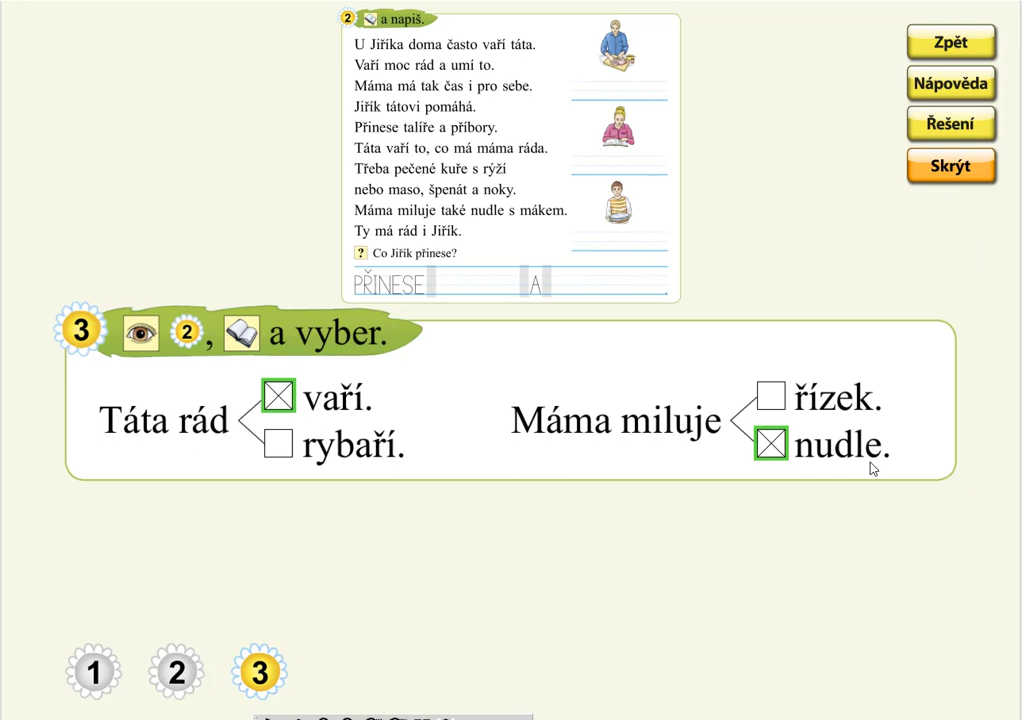 2 a napiš.
U Jiříka doma často vaří táta.
Vaří moc rád a umí to.
Máma má tak čas i pro sebe.
Jiřík tátovi pomáhá.
Přinese talíře a příbory.
Táta vaří to, co má máma ráda.
Třeba pečené kuře s rýží
nebo maso, špenát a noky.
Máma miluje také nudle s mákem.
Ty má rád i Jiřík.
? Co Jiřík přinese?
PŘINESE A .
Zpět
Nápověda
Řešení
Skrýt
3 2 , a vyber.
Táta rád
vaří.
rybaří.
Máma miluje
řízek.
nudle.
1 2 3